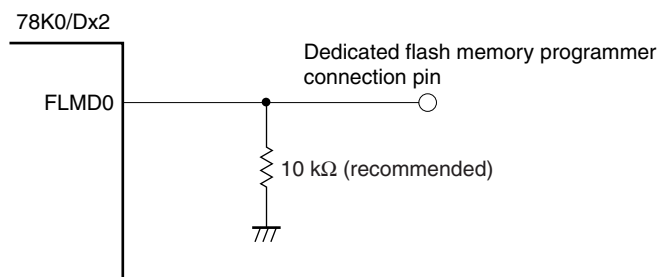 78K0/Dx2
Dedicated flash memory programmer
connection pin
FLMD0
10 kΩ (recommended)